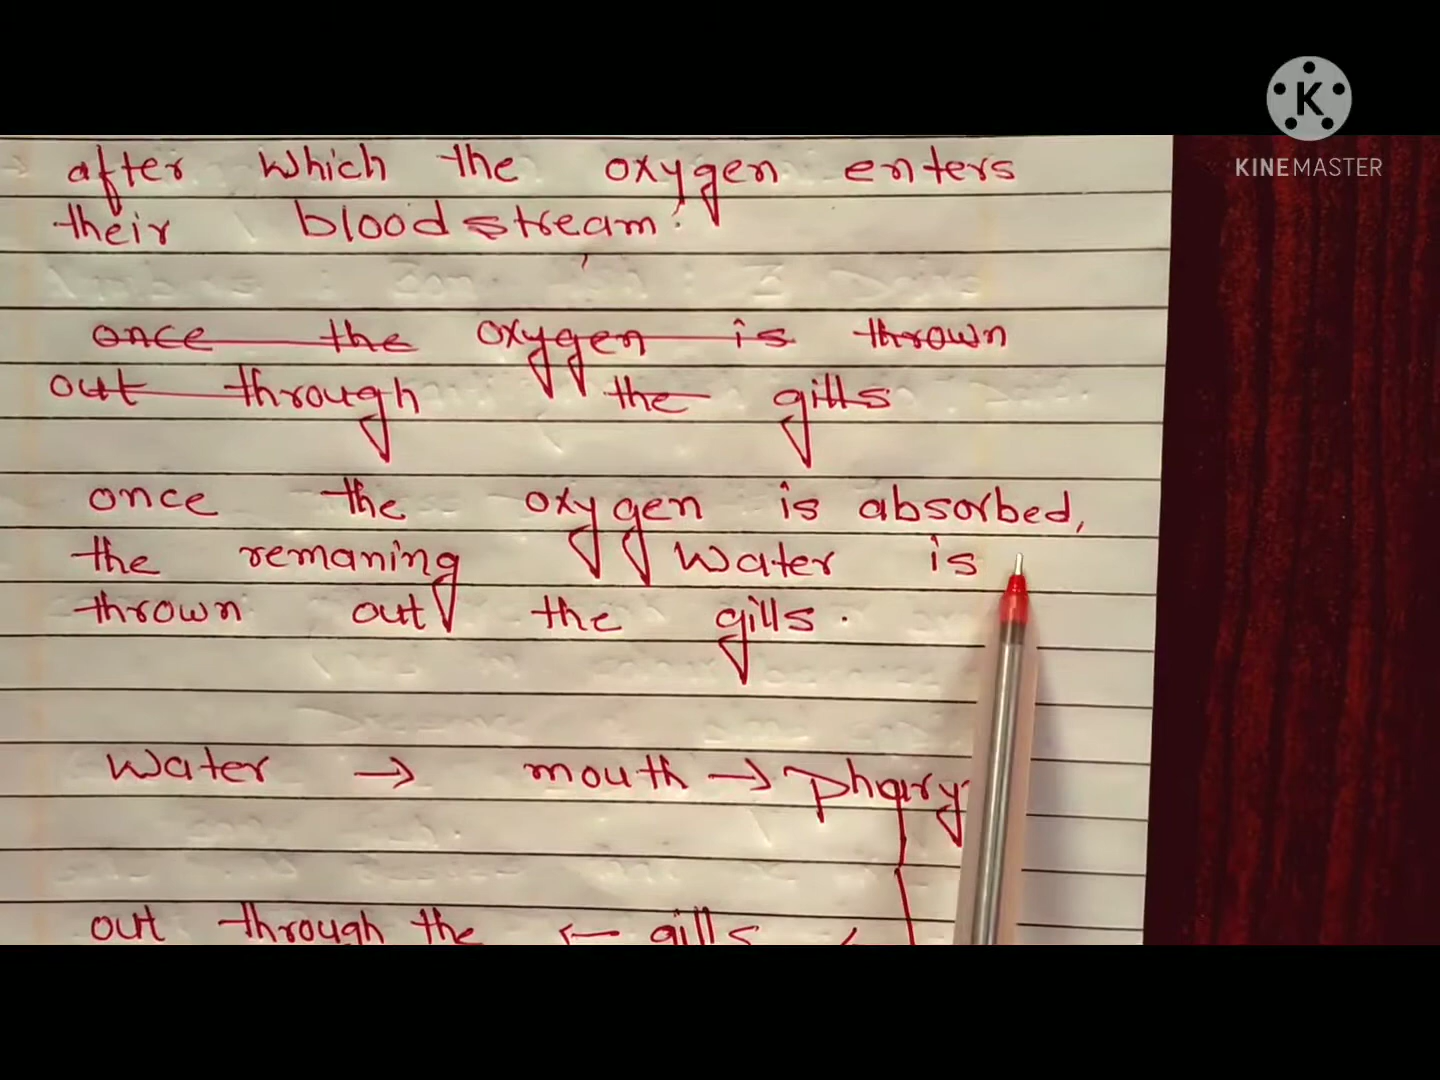 K
KINEMASTER
after which the oxygen enters
their bloodstream.
once the oxygen is thrown
out through the gills
once the oxygen is absorbed,
the remaning water is
thrown out the gills.
water → mouth →
out through the ← gills ←